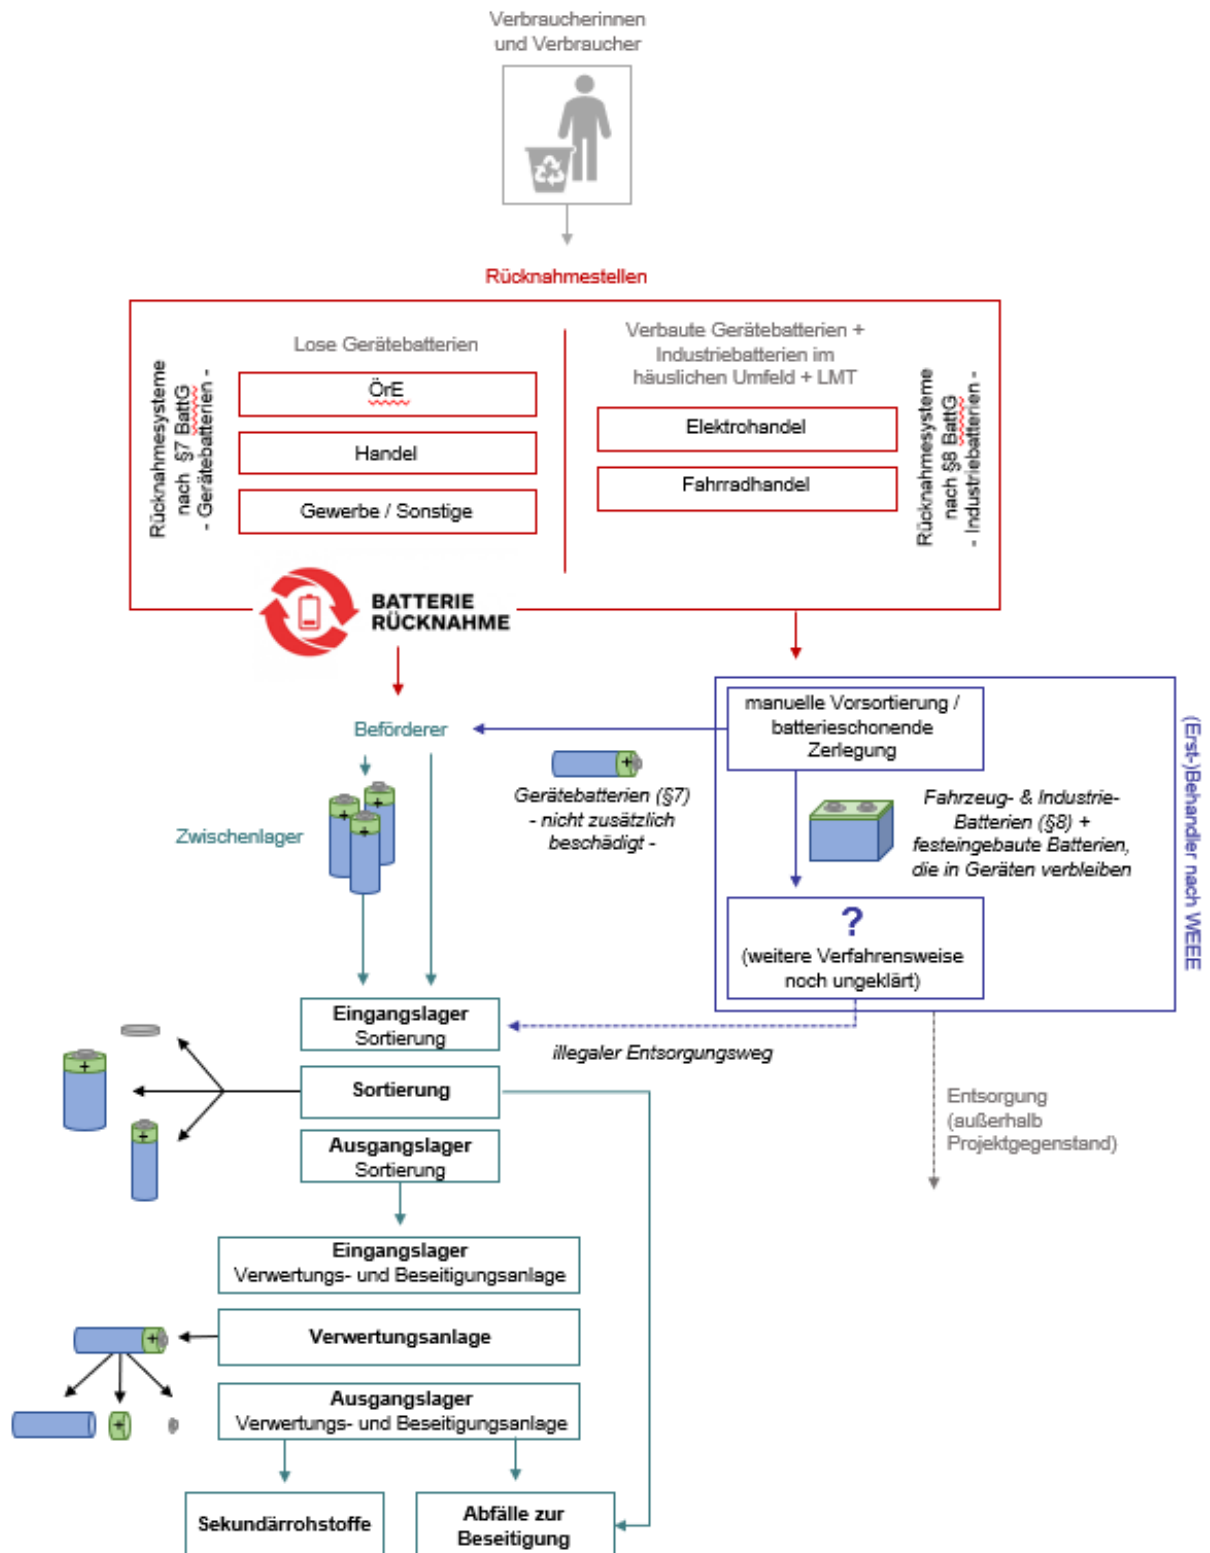 Verbraucherinnen
und Verbraucher
Rücknahmestellen
Rücknahmesysteme
nach §7 BattG
- Gerätebatterien -
Lose Gerätebatterien
ÖrE
Handel
Gewerbe / Sonstige
Verbaute Gerätebatterien +
Industriebatterien im
häuslichen Umfeld + LMT
Elektrohandel
Fahrradhandel
Rücknahmesysteme
nach §8 BattG
- Industriebatterien -
BATTERIE
RÜCKNAHME
Beförderer
Zwischenlager
Gerätebatterien (§7)
- nicht zusätzlich
beschädigt -
manuelle Vorsortierung /
batterieschonende
Zerlegung
Fahrzeug- & Industrie-
Batterien (§8) +
festeingebaute Batterien,
die in Geräten verbleiben
?
(weitere Verfahrensweise
noch ungeklärt)
(Erst-)Behandler nach WEEE
illegaler Entsorgungsweg
Entsorgung
(außerhalb
Projektgegenstand)
Eingangslager
Sortierung
Sortierung
Ausgangslager
Sortierung
Eingangslager
Verwertungs- und Beseitigungsanlage
Verwertungsanlage
Ausgangslager
Verwertungs- und Beseitigungsanlage
Sekundärrohstoffe
Abfälle zur
Beseitigung